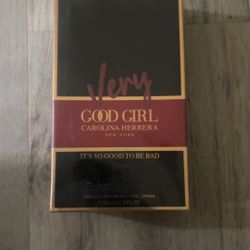 Very
GOOD GIRL
CAROLINA HERRERA
NEW YORK
IT'S SO GOOD TO BE BAD